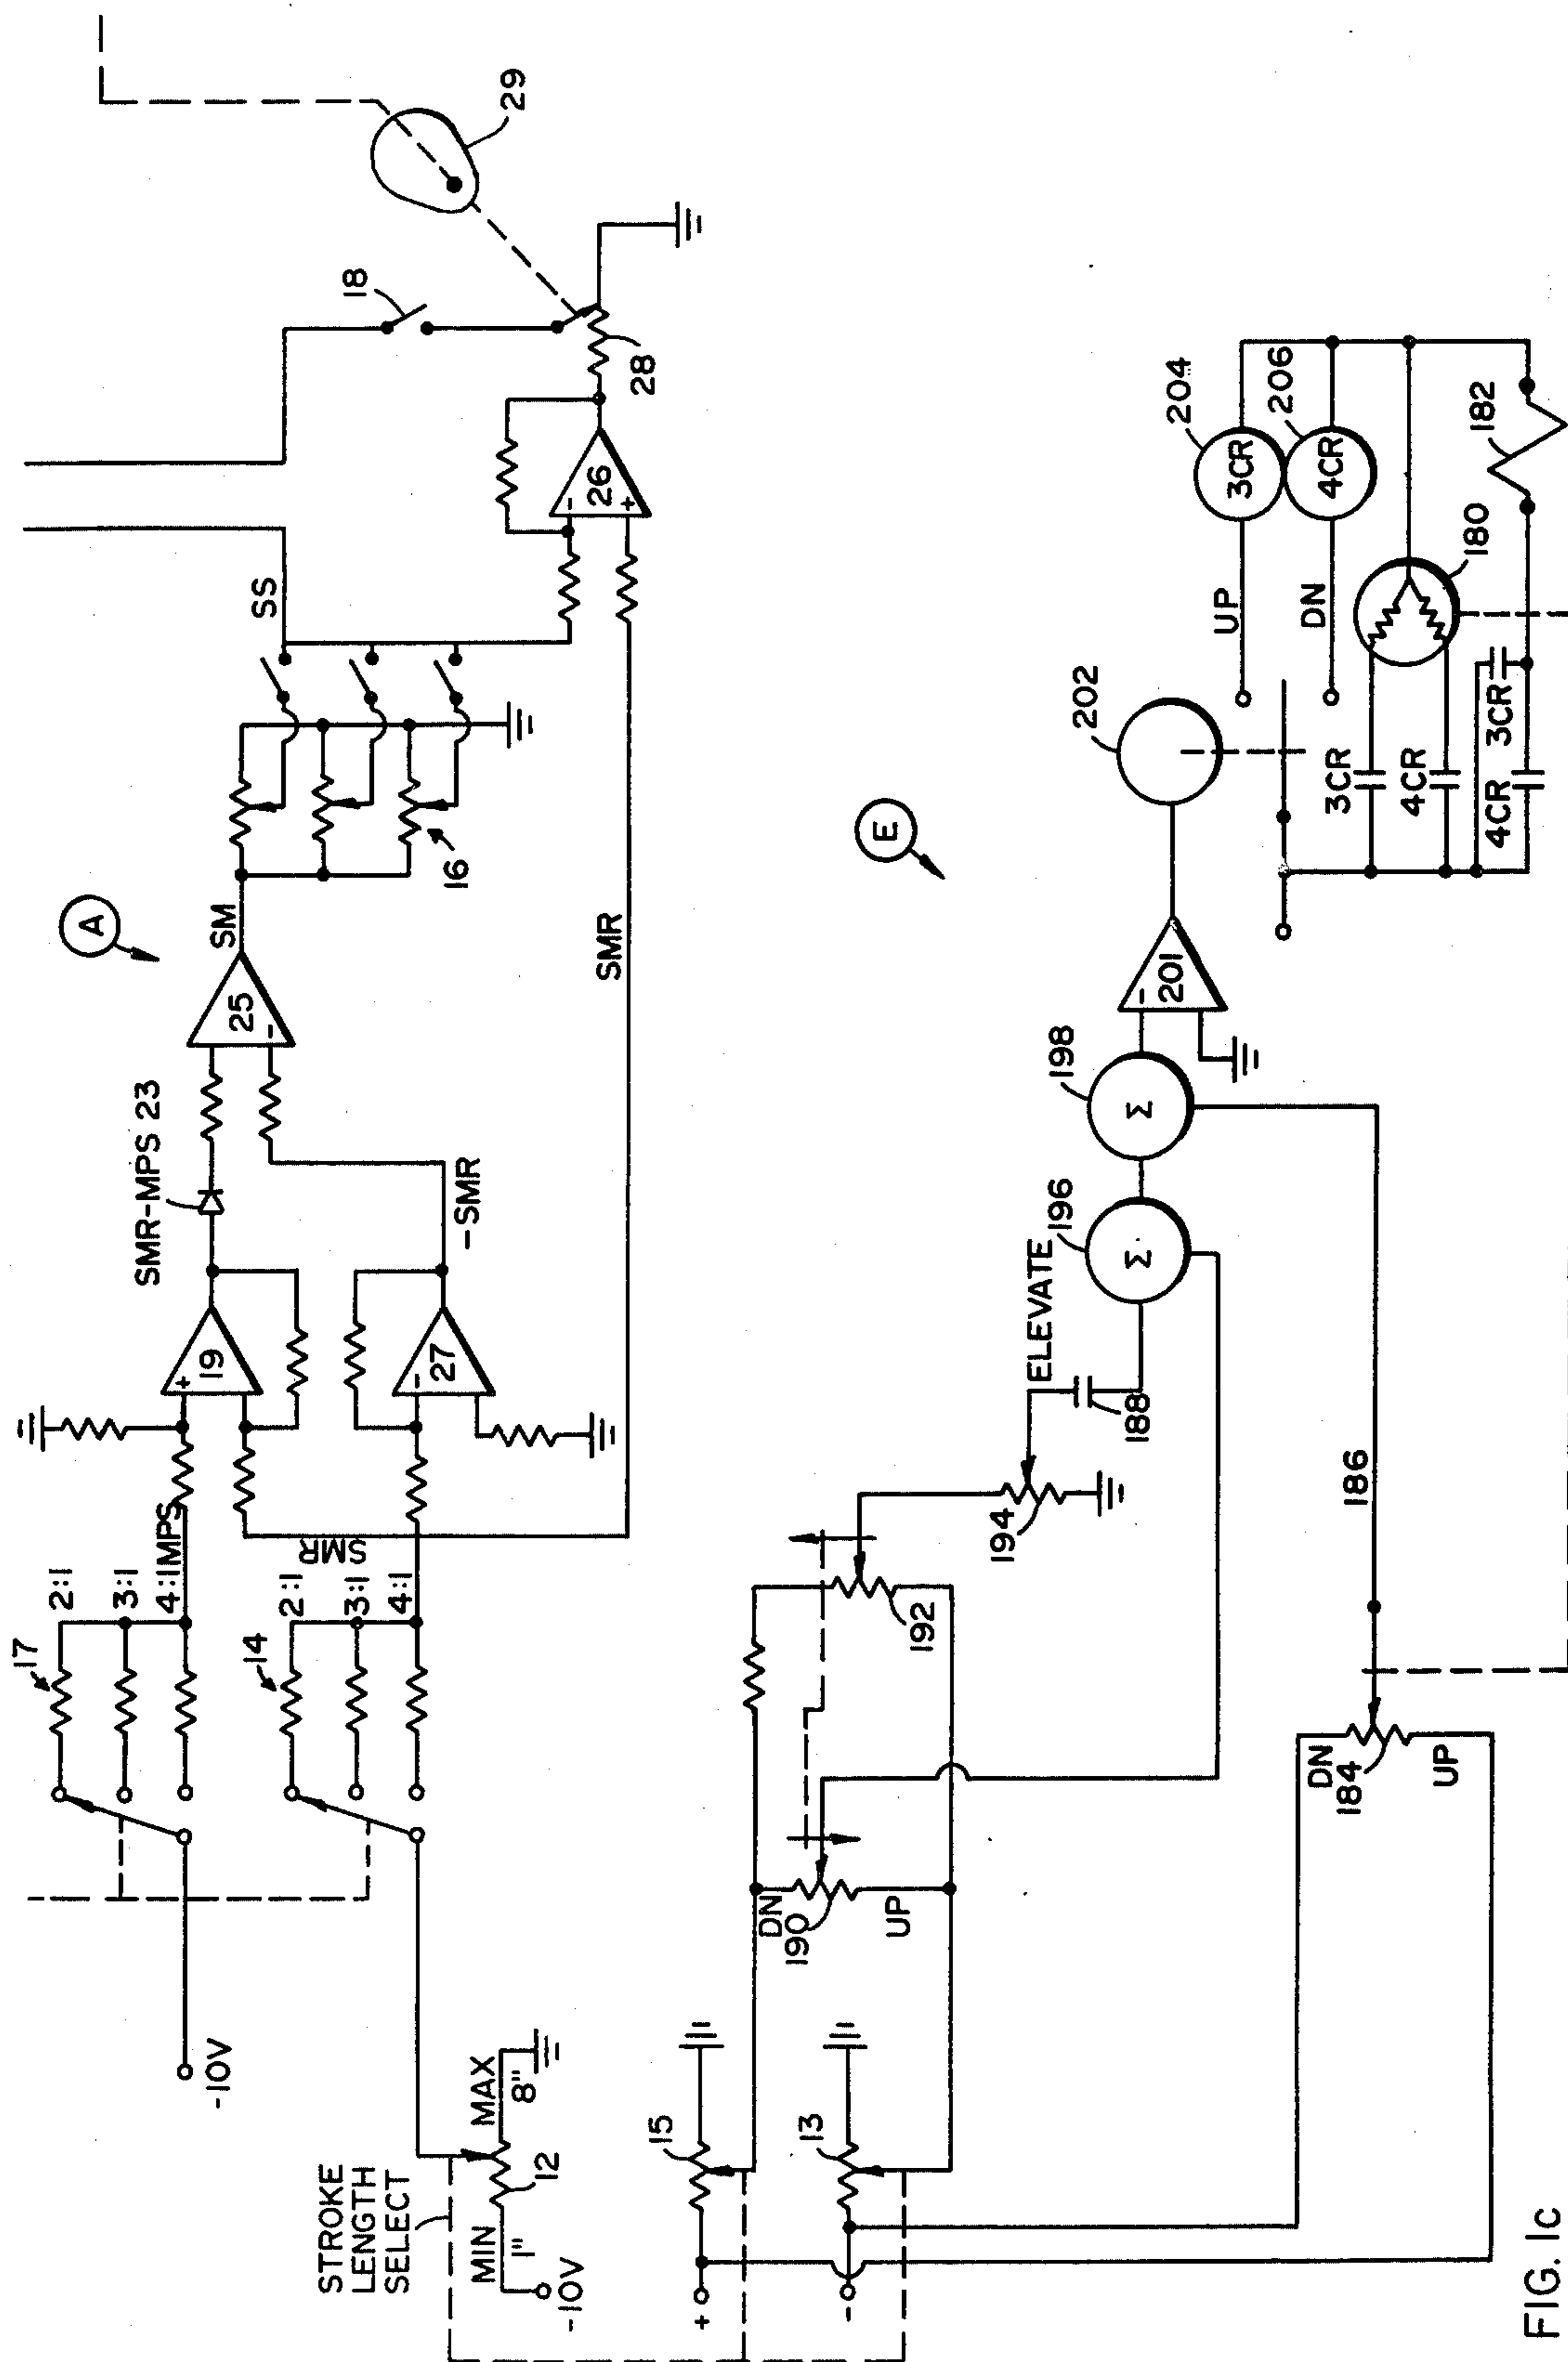 17
2:1
3:1
4:1MPS
-10V
14
2:1
3:1
4:1
SMR
+
19
-
27
SMR-MPS 23
-SMR
A
25
-
SM
16
SS
SMR
-
26
+
28
18
29
STROKE
LENGTH
SELECT
MIN
MAX
1"
8"
12
-10V
15
13
+
-
DN
190
UP
192
194
ELEVATE
188
196
Σ
198
Σ
-
201
E
202
UP
DN
3CR
204
4CR
206
180
182
3CR
4CR
4CR
3CR
186
DN
184
UP
FIG. 1c